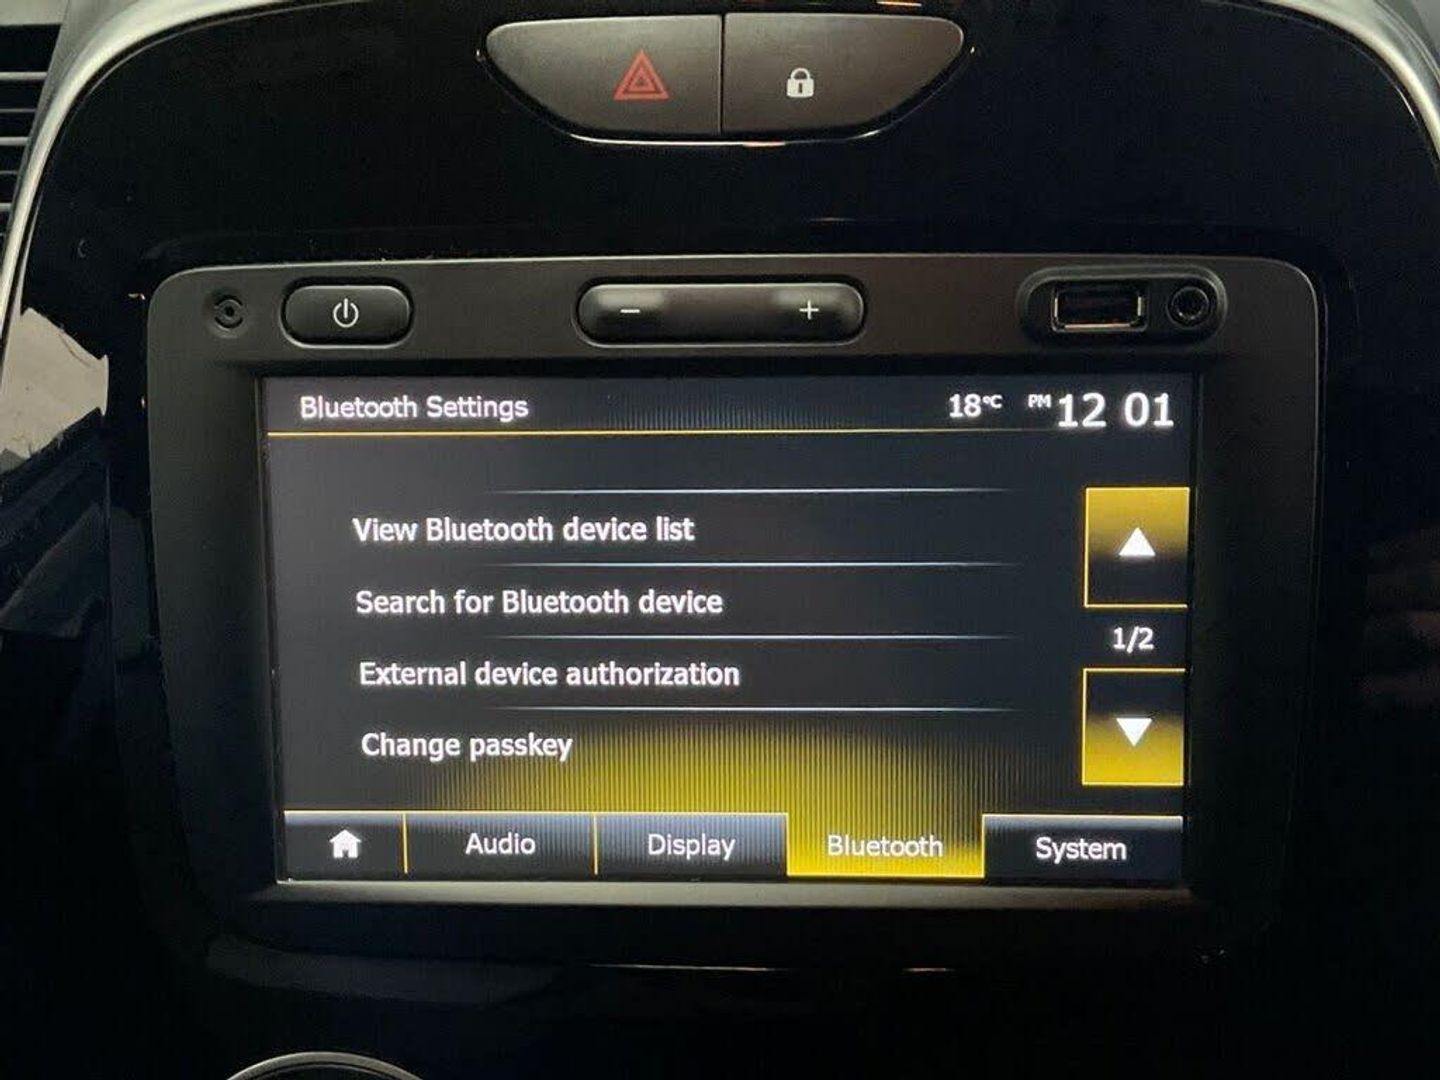 Bluetooth Settings 18°C PM 12 01
View Bluetooth device list
Search for Bluetooth device
1/2
External device authorization
Change passkey
Audio Display Bluetooth System